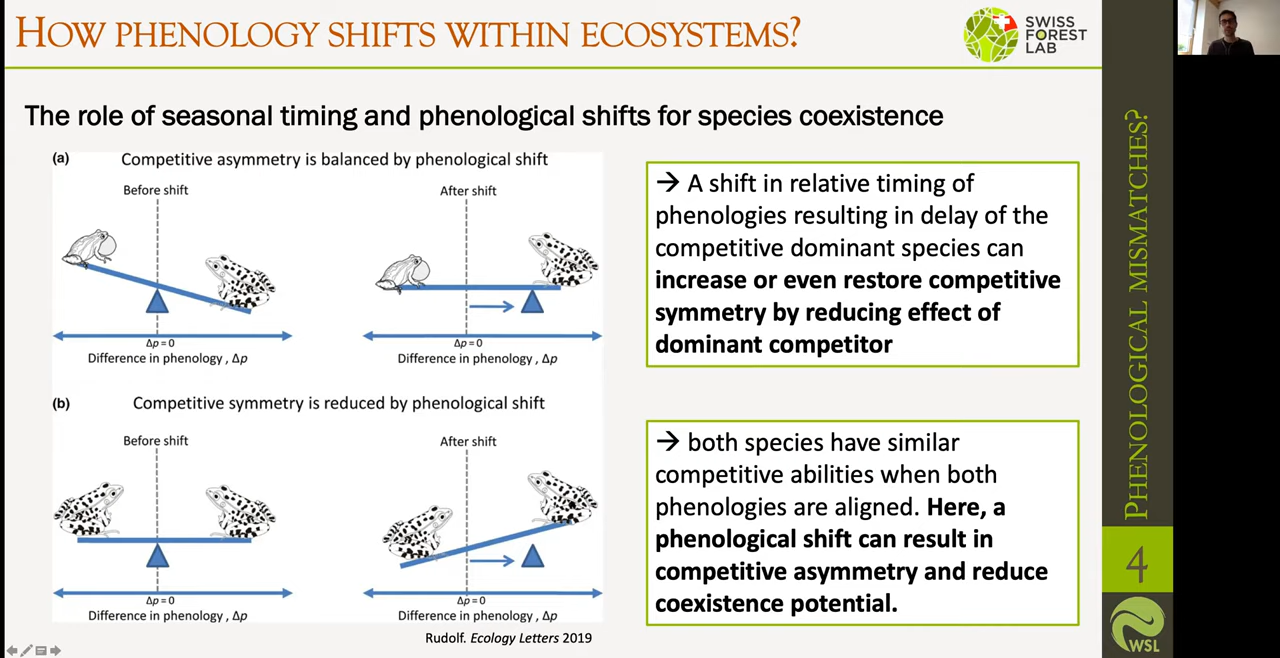 HOW PHENOLOGY SHIFTS WITHIN ECOSYSTEMS?
SWISS
FOREST
LAB
The role of seasonal timing and phenological shifts for species coexistence
(a) Competitive asymmetry is balanced by phenological shift
Before shift
After shift
Δp = 0
Δp = 0
Difference in phenology , Δp
Difference in phenology , Δp
→ A shift in relative timing of
phenologies resulting in delay of the
competitive dominant species can
increase or even restore competitive
symmetry by reducing effect of
dominant competitor
(b) Competitive symmetry is reduced by phenological shift
Before shift
After shift
Δp = 0
Δp = 0
Difference in phenology , Δp
Difference in phenology , Δp
→ both species have similar
competitive abilities when both
phenologies are aligned. Here, a
phenological shift can result in
competitive asymmetry and reduce
coexistence potential.
Rudolf. Ecology Letters 2019
PHENOLOGICAL MISMATCHES?
4
WSL